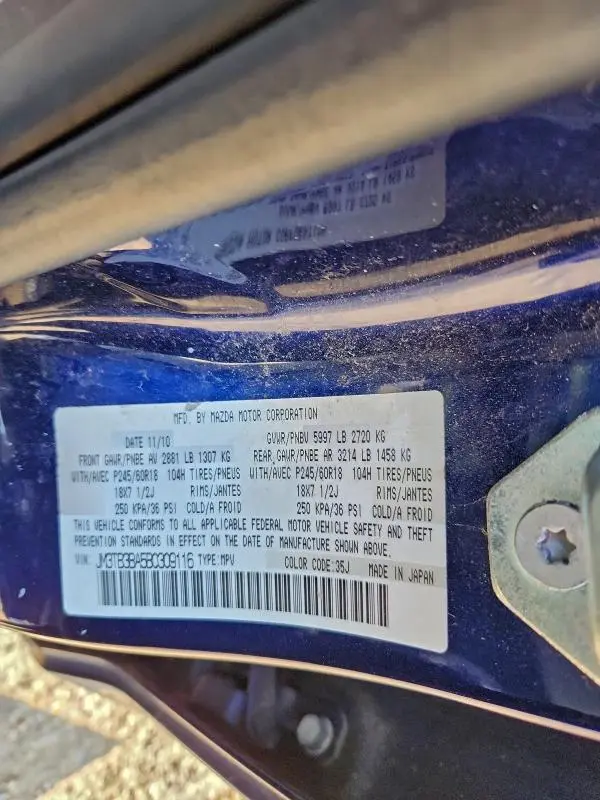 MFD. BY MAZDA MOTOR CORPORATION
DATE 11/10 GVWR/PNBV 5997 LB 2720 KG
FRONT GAWR/PNBE AV 2881 LB 1307 KG REAR GAWR/PNBE AR 3214 LB 1458 KG
WITH/AVEC P245/60R18 104H TIRES/PNEUS WITH/AVEC P245/60R18 104H TIRES/PNEUS
18X7 1/2J RIMS/JANTES 18X7 1/2J RIMS/JANTES
250 KPA/36 PSI COLD/A FROID 250 KPA/36 PSI COLD/A FROID
THIS VEHICLE CONFORMS TO ALL APPLICABLE FEDERAL MOTOR VEHICLE SAFETY AND THEFT
PREVENTION STANDARDS IN EFFECT ON THE DATE OF MANUFACTURE SHOWN ABOVE.
VIN: JM3TB3BA5BC309116 TYPE:MPV COLOR CODE:35J MADE IN JAPAN